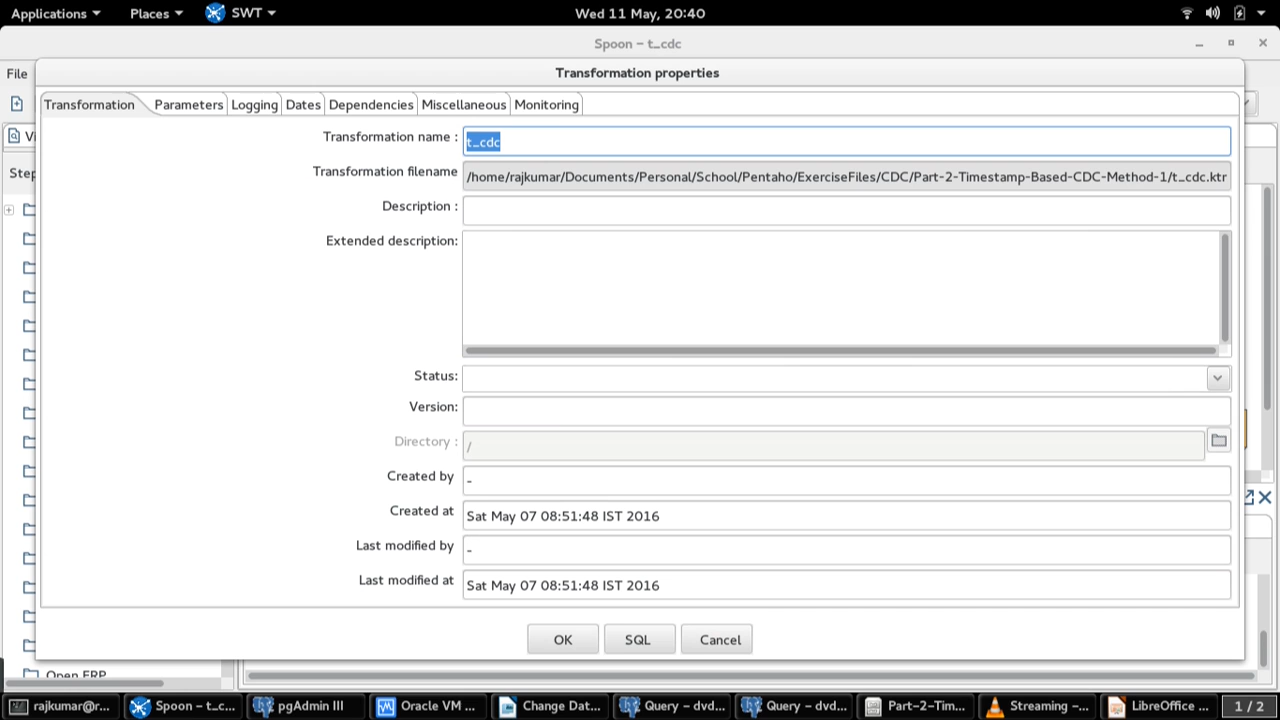 Applications Places SWT Wed 11 May, 20:40
Spoon - t_cdc
File Transformation properties
Transformation Parameters Logging Dates Dependencies Miscellaneous Monitoring
Transformation name : t_cdc
Transformation filename /home/rajkumar/Documents/Personal/School/Pentaho/ExerciseFiles/CDC/Part-2-Timestamp-Based-CDC-Method-1/t_cdc.ktr
Step
Description :
Extended description:
Status:
Version:
Directory : /
Created by -
Created at Sat May 07 08:51:48 IST 2016
Last modified by -
Last modified at Sat May 07 08:51:48 IST 2016
OK SQL Cancel
Open ERP
rajkumar@r... Spoon - t_c... pgAdmin III Oracle VM ... Change Dat... Query - dvd... Query - dvd... Part-2-Tim... Streaming -... LibreOffice ... 1 / 2